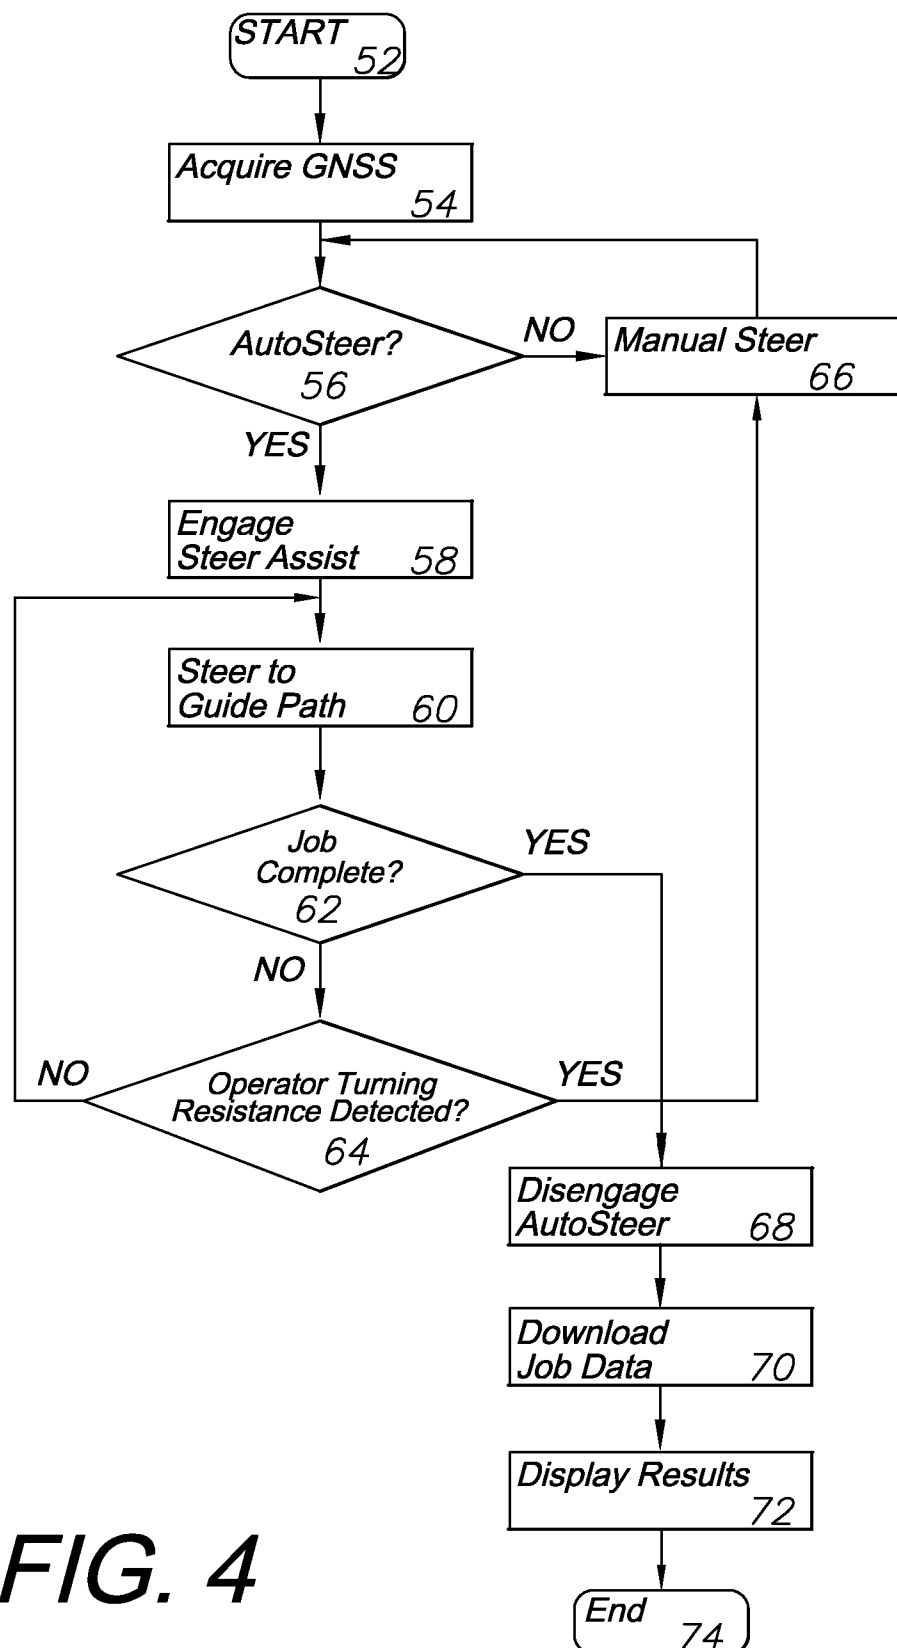 START
52
Acquire GNSS
54
AutoSteer?
56
NO
Manual Steer
66
YES
Engage
Steer Assist
58
Steer to
Guide Path
60
Job
Complete?
62
YES
NO
NO
Operator Turning
Resistance Detected?
64
YES
Disengage
AutoSteer
68
Download
Job Data
70
Display Results
72
End
74
FIG. 4